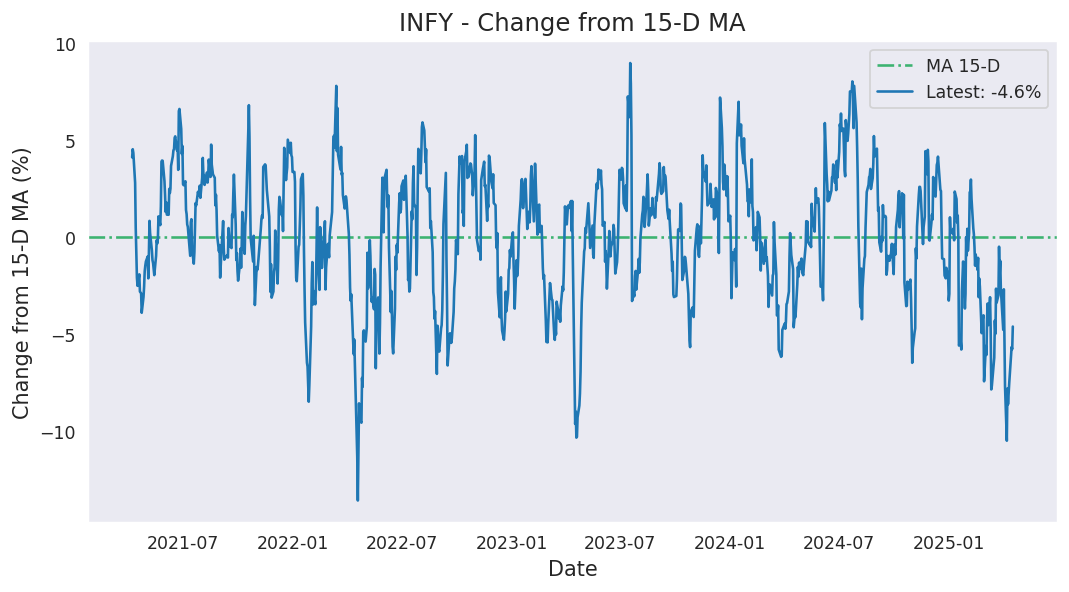 INFY - Change from 15-D MA
MA 15-D
Latest: -4.6%
Change from 15-D MA (%)
10
5
0
−5
−10
2021-07
2022-01
2022-07
2023-01
2023-07
2024-01
2024-07
2025-01
Date